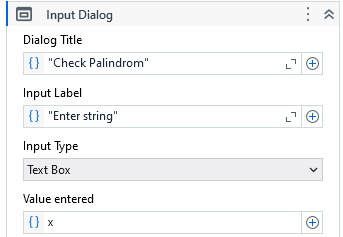 Input Dialog
Dialog Title
{} "Check Palindrom"
Input Label
{} "Enter string"
Input Type
Text Box
Value entered
{} x